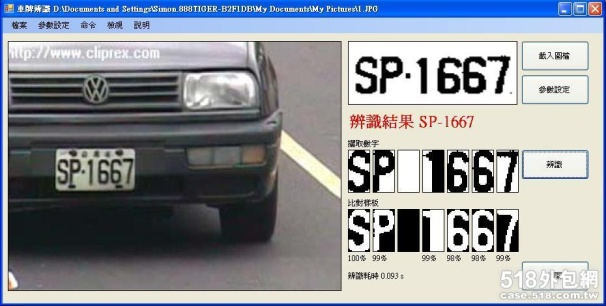 車牌辨識 D:\Documents and Settings\Simon.888TIGER-B2F1DB\My Documents\My Pictures\1.JPG
檔案 參數設定 命令 檢視 說明
http://www.cliprex.com
SP·1667
SP·1667
載入圖檔
參數設定
辨識結果 SP-1667
擷取數字
SP 1667
辨識
比對樣板
SP 1667
100% 99% 99% 98% 98% 99%
辨識耗時 0.093 s
518外包網
case.518.com.tw